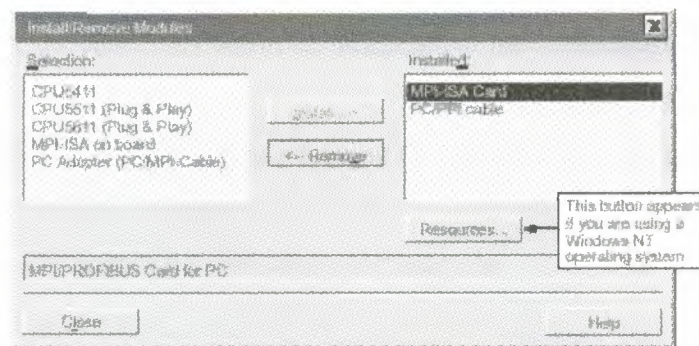 Install/Remove Modules
Selection:
Installed:
CPU5411
CPU5511 (Plug & Play)
CPU5611 (Plug & Play)
MPI-ISA on board
PC Adapter (PC/MPI-Cable)
MPI-ISA Card
PC/PPI cable
<- Remove
Resources...
This button appears
if you are using a
Windows NT
operating system
MPI/PROFIBUS Card for PC
Close
Help